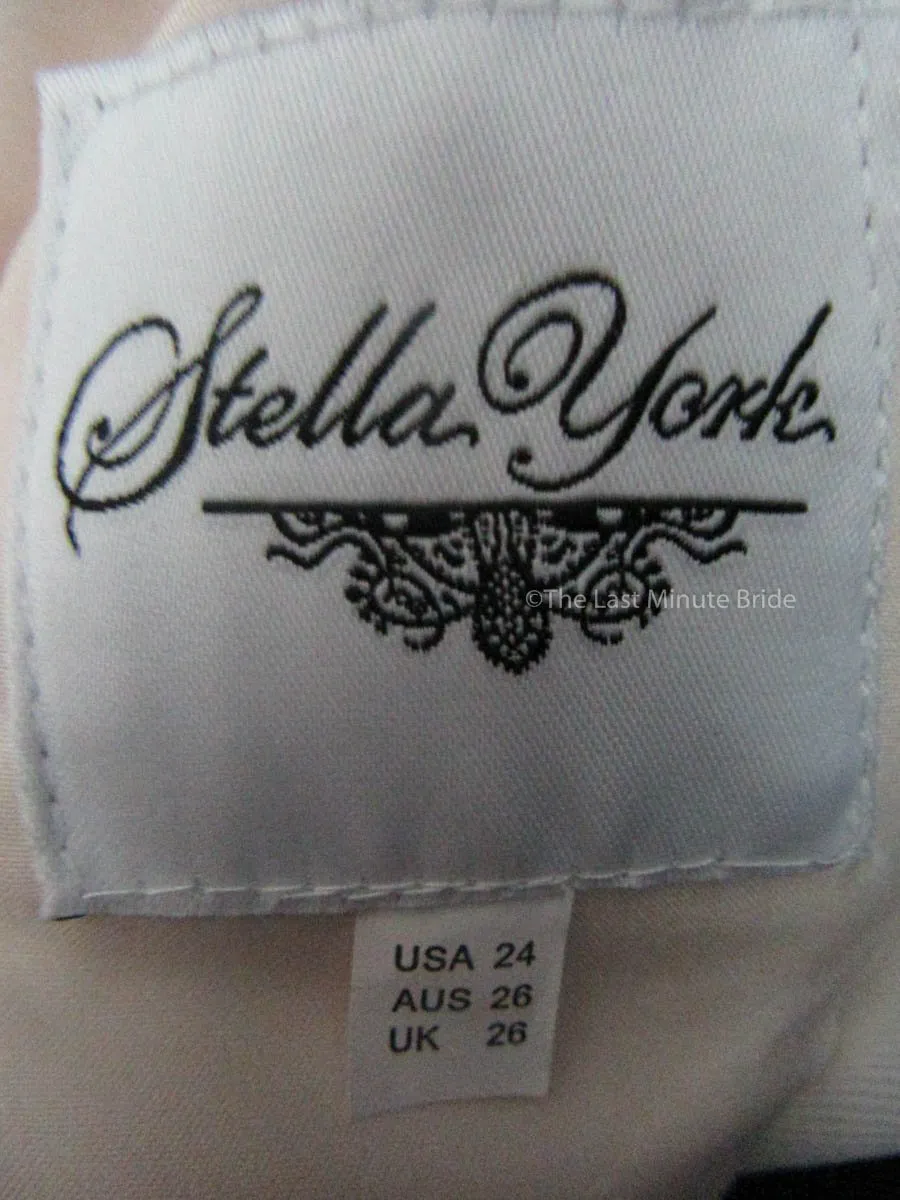 Stella York
©The Last Minute Bride
USA 24
AUS 26
UK 26